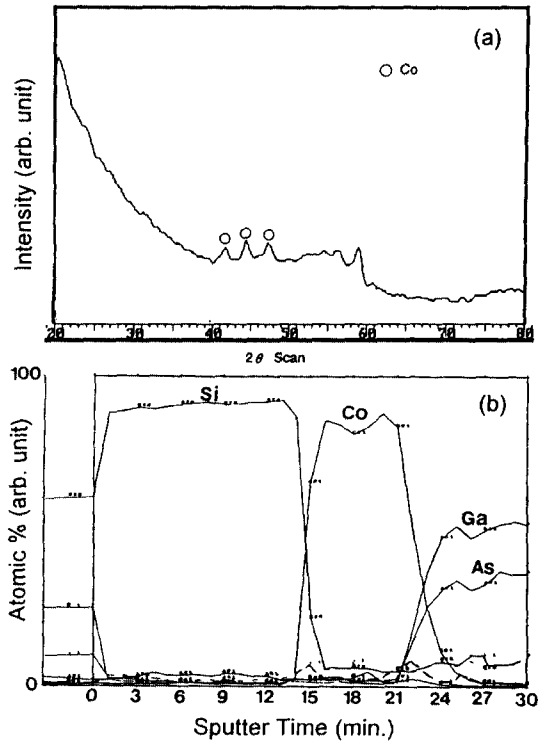 (a)
Co
Intensity (arb. unit)
20 30 40 50 60 70 80
2θ Scan
100
(b)
Si
Co
Ga
As
Atomic % (arb. unit)
0
0 3 6 9 12 15 18 21 24 27 30
Sputter Time (min.)